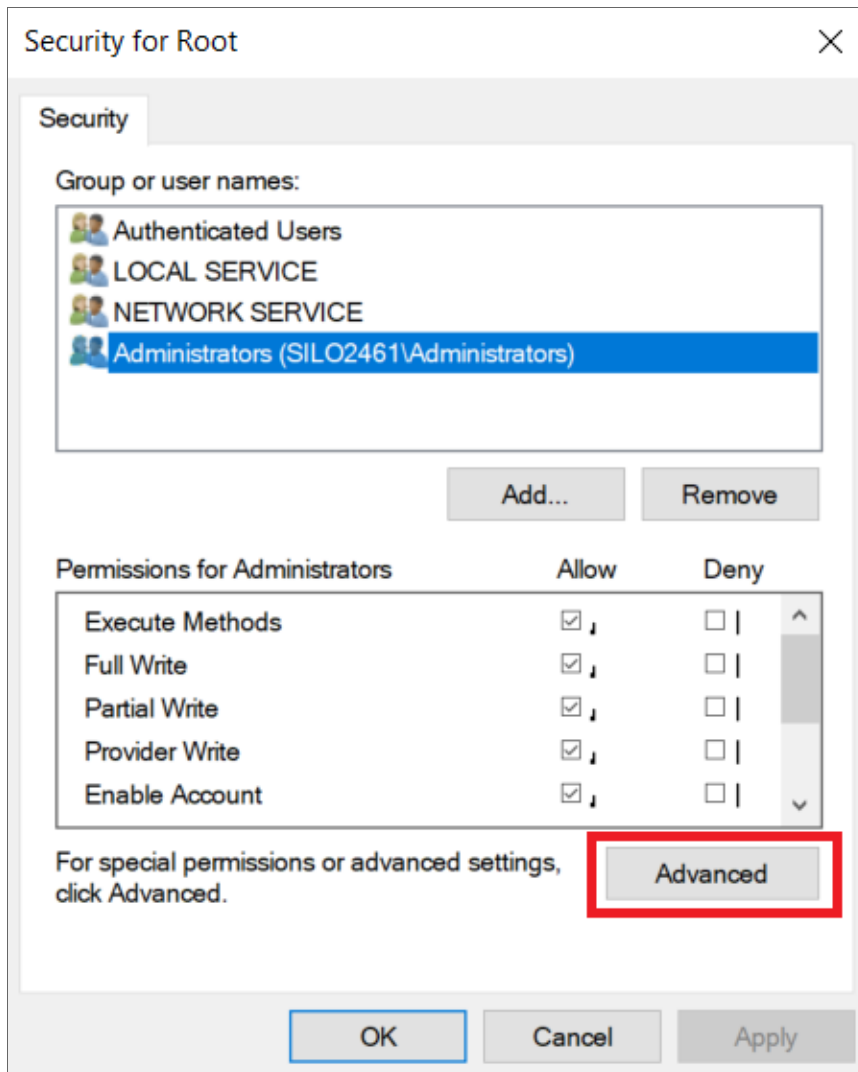 Security for Root
Security
Group or user names:
Authenticated Users
LOCAL SERVICE
NETWORK SERVICE
Administrators (SILO2461\Administrators)
Add... Remove
Permissions for Administrators Allow Deny
Execute Methods
Full Write
Partial Write
Provider Write
Enable Account
For special permissions or advanced settings,
click Advanced.
Advanced
OK Cancel Apply